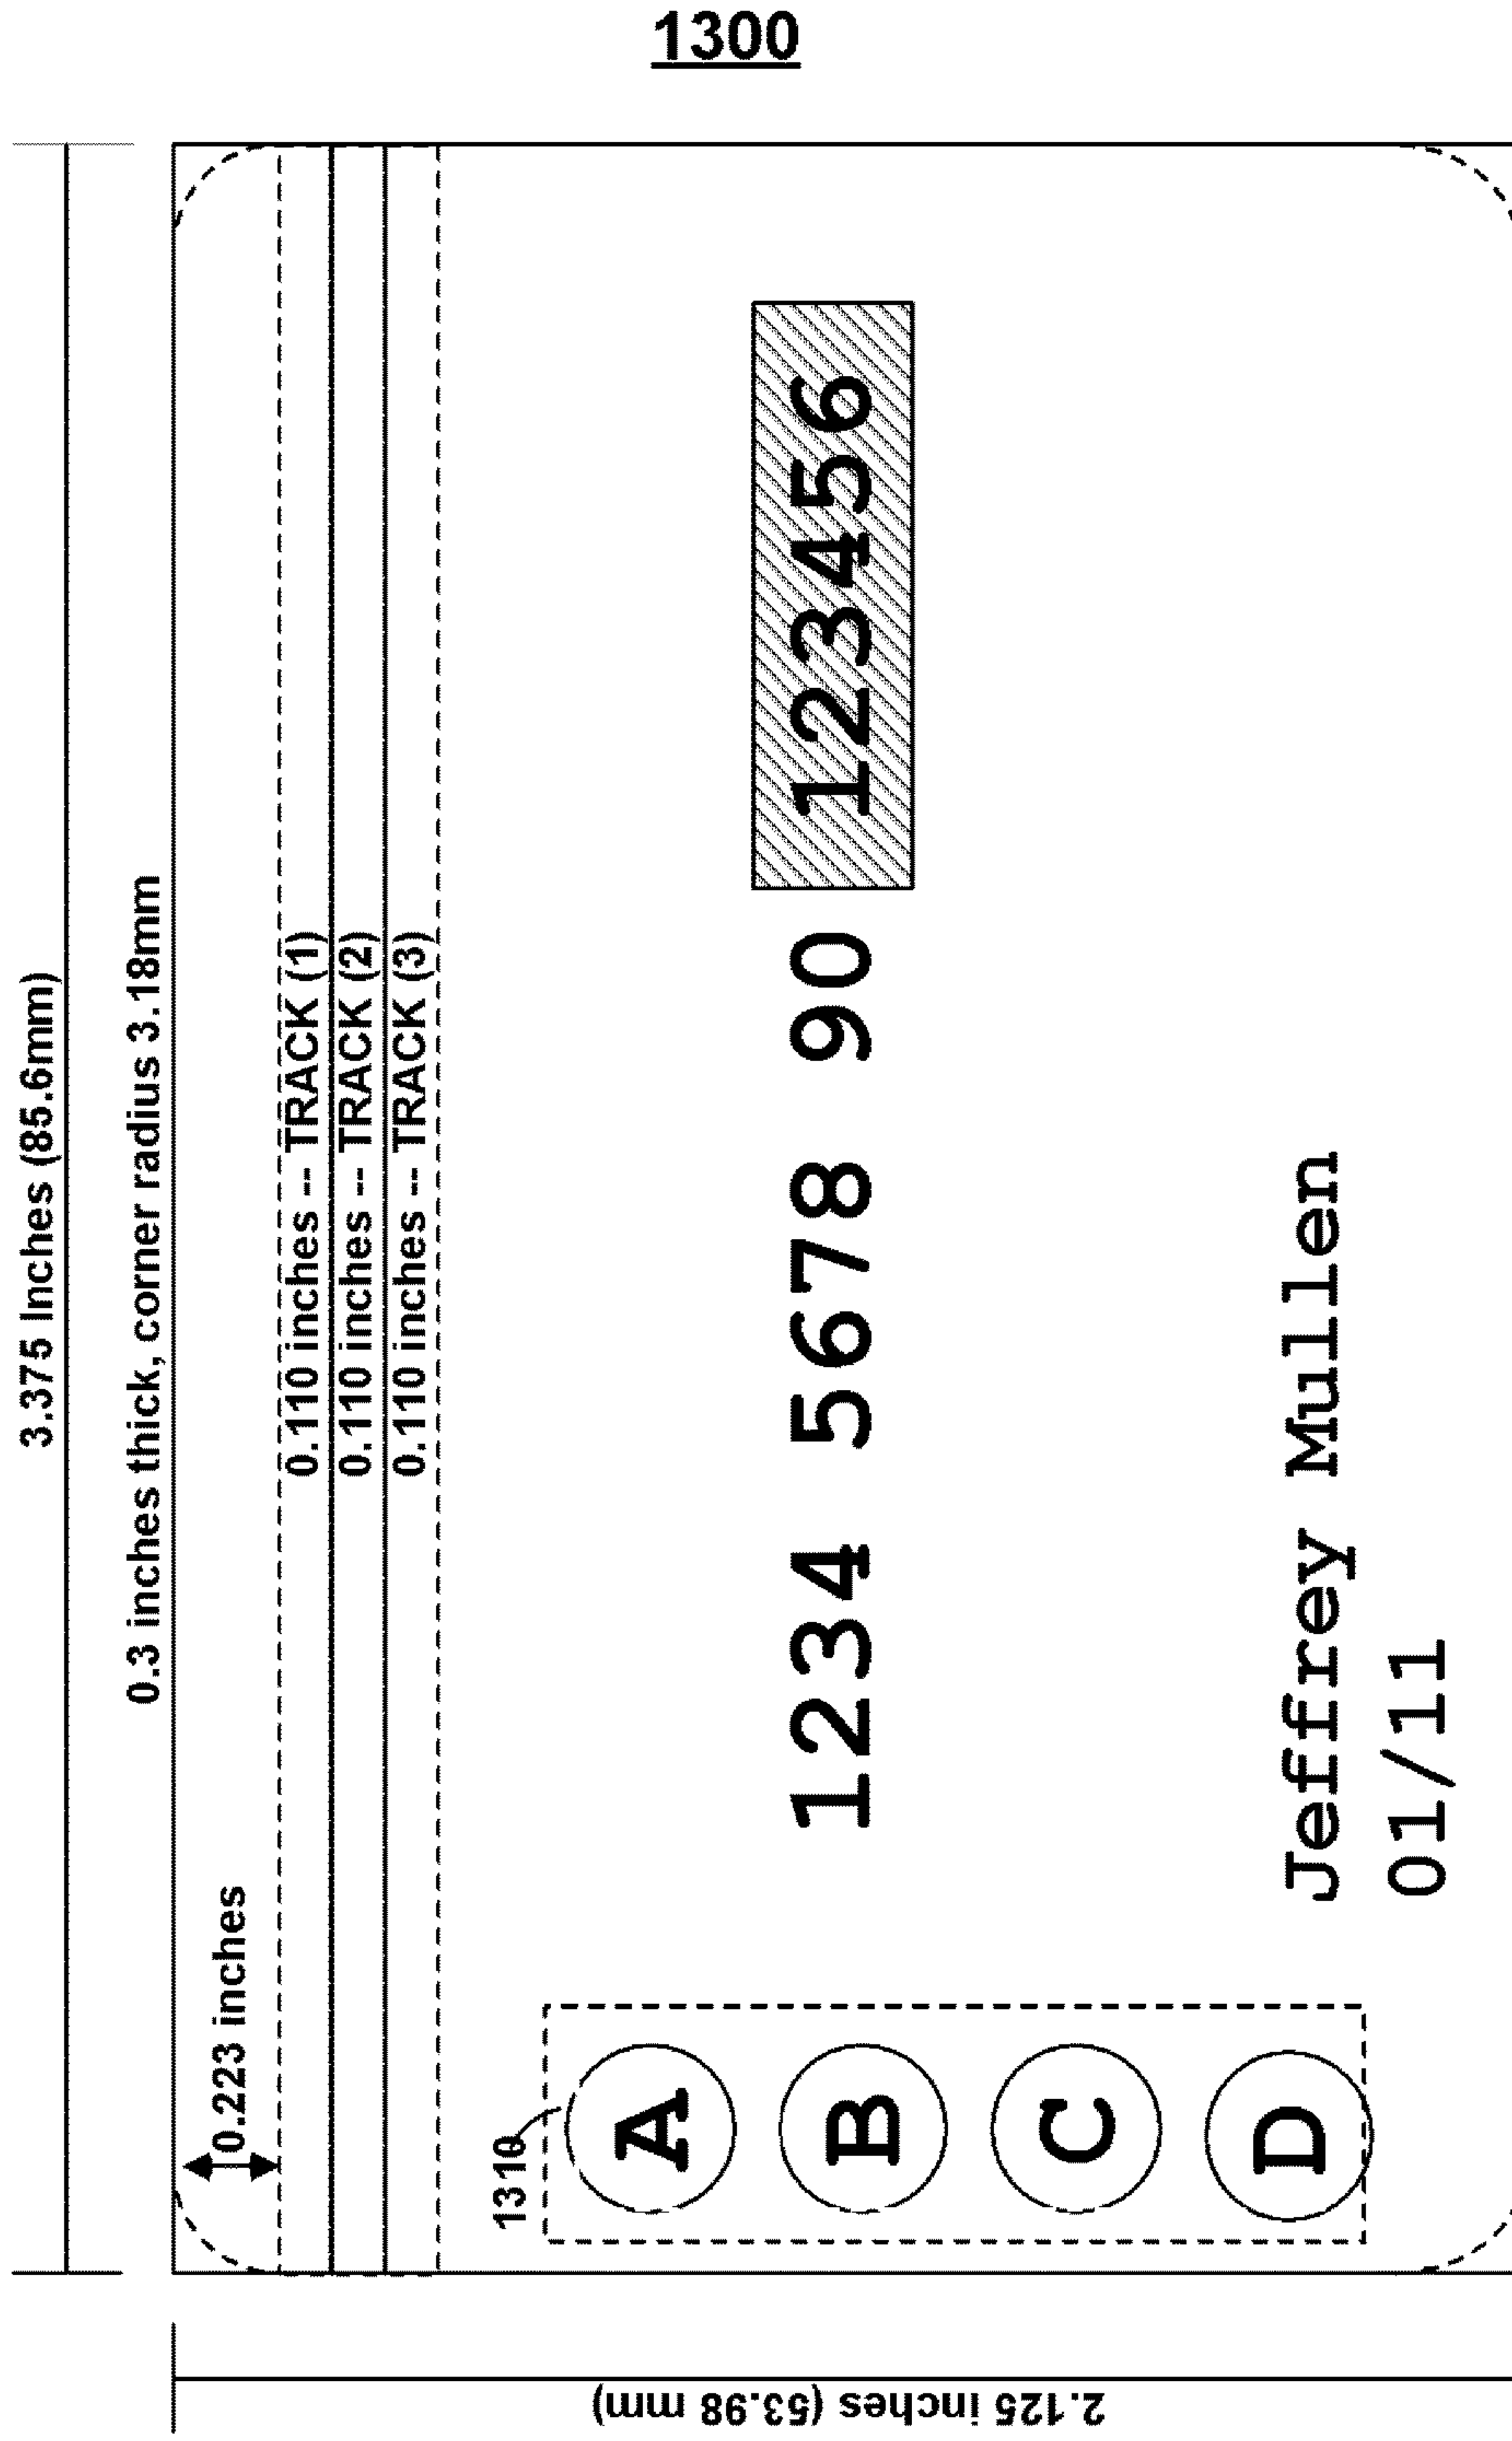 1300
3.375 Inches (85.6mm)
0.3 inches thick, corner radius 3.18mm
0.223 inches
0.110 inches -- TRACK (1)
0.110 inches -- TRACK (2)
0.110 inches -- TRACK (3)
2.125 inches (53.98 mm)
1310
A
B
C
D
1234 5678 90 123456
Jeffrey Mullen
01/11